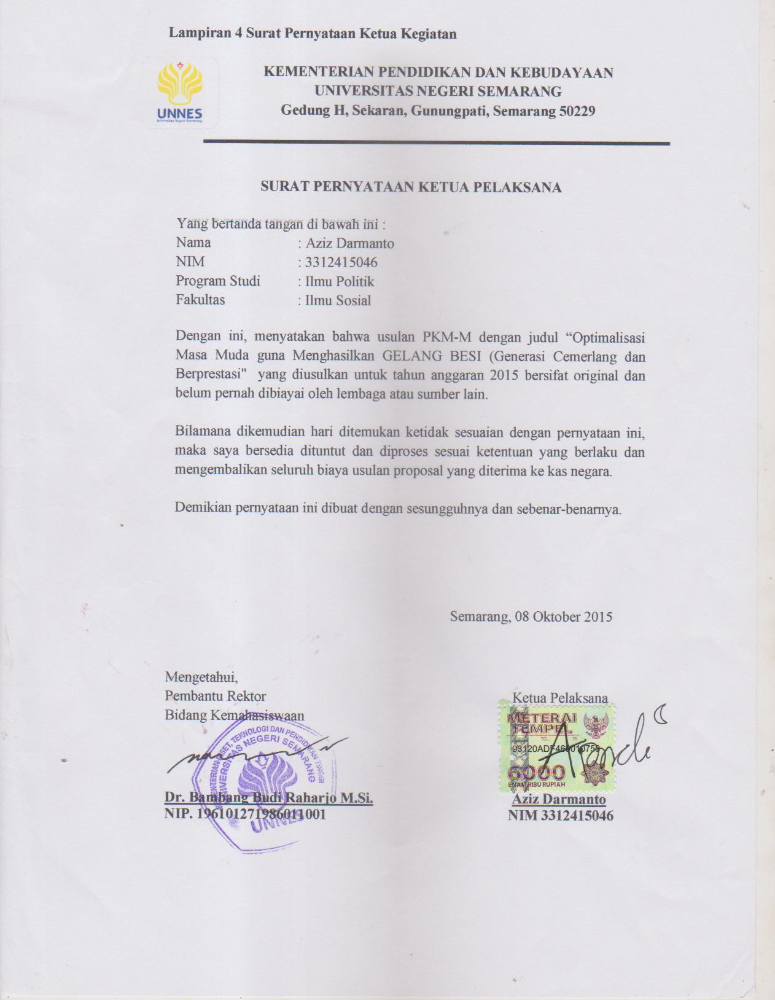 Lampiran 4 Surat Pernyataan Ketua Kegiatan
KEMENTERIAN PENDIDIKAN DAN KEBUDAYAAN
UNIVERSITAS NEGERI SEMARANG
Gedung H, Sekaran, Gunungpati, Semarang 50229
UNNES
Universitas Negeri Semarang
SURAT PERNYATAAN KETUA PELAKSANA
Yang bertanda tangan di bawah ini :
Nama : Aziz Darmanto
NIM : 3312415046
Program Studi : Ilmu Politik
Fakultas : Ilmu Sosial
Dengan ini, menyatakan bahwa usulan PKM-M dengan judul “Optimalisasi
Masa Muda guna Menghasilkan GELANG BESI (Generasi Cemerlang dan
Berprestasi" yang diusulkan untuk tahun anggaran 2015 bersifat original dan
belum pernah dibiayai oleh lembaga atau sumber lain.
Bilamana dikemudian hari ditemukan ketidak sesuaian dengan pernyataan ini,
maka saya bersedia dituntut dan diproses sesuai ketentuan yang berlaku dan
mengembalikan seluruh biaya usulan proposal yang diterima ke kas negara.
Demikian pernyataan ini dibuat dengan sesungguhnya dan sebenar-benarnya.
Semarang, 08 Oktober 2015
Mengetahui,
Pembantu Rektor
Bidang Kemahasiswaan
KEMENTERIAN RISET, TEKNOLOGI DAN PENDIDIKAN TINGGI
UNIVERSITAS NEGERI SEMARANG
UNNES
Dr. Bambang Budi Raharjo M.Si.
NIP. 196101271986011001
Ketua Pelaksana
METERAI
TEMPEL
TGL. 20
6000
ENAM RIBU RUPIAH
Aziz Darmanto
NIM 3312415046